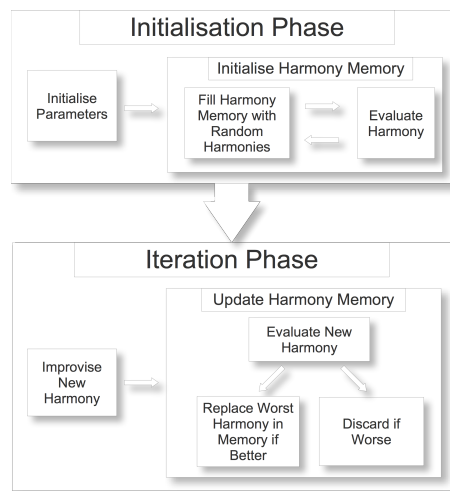 Initialisation Phase
Initialise Harmony Memory
Initialise
Parameters
Fill Harmony
Memory with
Random
Harmonies
Evaluate
Harmony
Iteration Phase
Update Harmony Memory
Evaluate New
Harmony
Improvise
New
Harmony
Replace Worst
Harmony in
Memory if
Better
Discard if
Worse